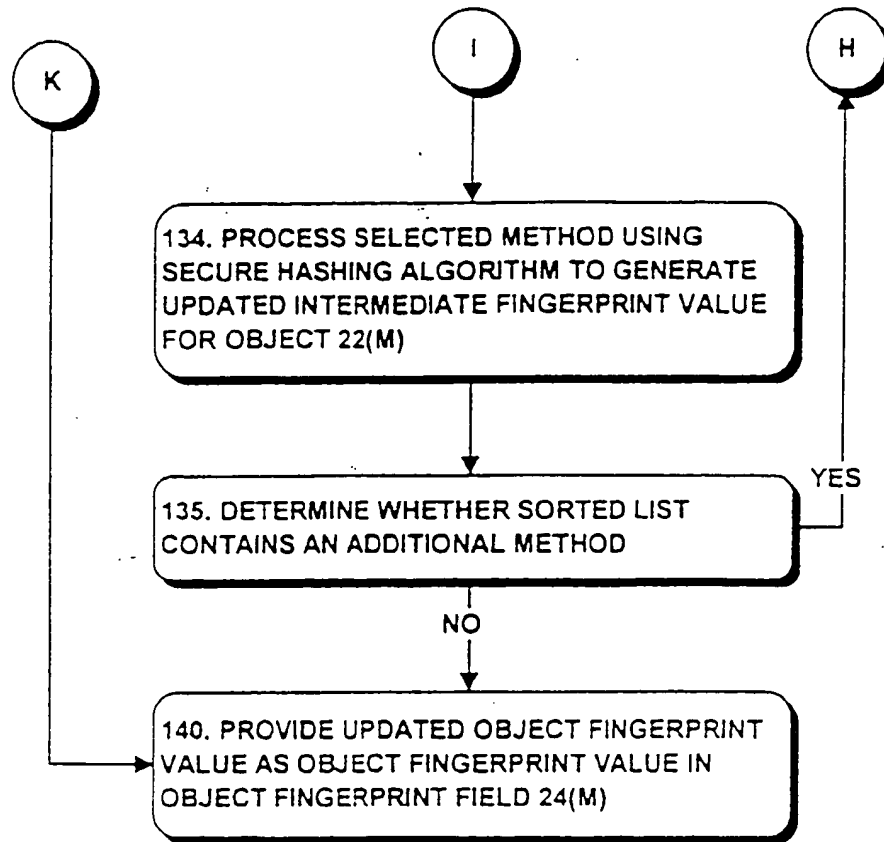 K
I
H
134. PROCESS SELECTED METHOD USING
SECURE HASHING ALGORITHM TO GENERATE
UPDATED INTERMEDIATE FINGERPRINT VALUE
FOR OBJECT 22(M)
YES
135. DETERMINE WHETHER SORTED LIST
CONTAINS AN ADDITIONAL METHOD
NO
140. PROVIDE UPDATED OBJECT FINGERPRINT
VALUE AS OBJECT FINGERPRINT VALUE IN
OBJECT FINGERPRINT FIELD 24(M)